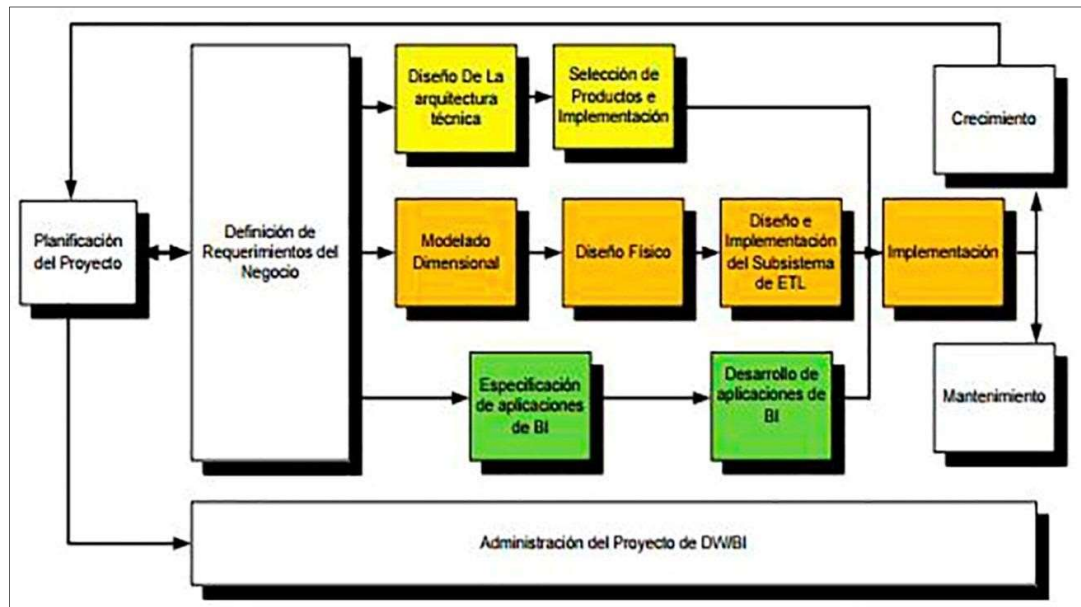 Diseño De La
arquitectura
técnica
Selección de
Productos e
Implementación
Crecimiento
Planificación
del Proyecto
Definición de
Requerimientos del
Negocio
Modelado
Dimensional
Diseño Físico
Diseño e
Implementación
del Subsistema
de ETL
Implementación
Especificación
de aplicaciones
de BI
Desarrollo de
aplicaciones de
BI
Mantenimiento
Administración del Proyecto de DW/BI